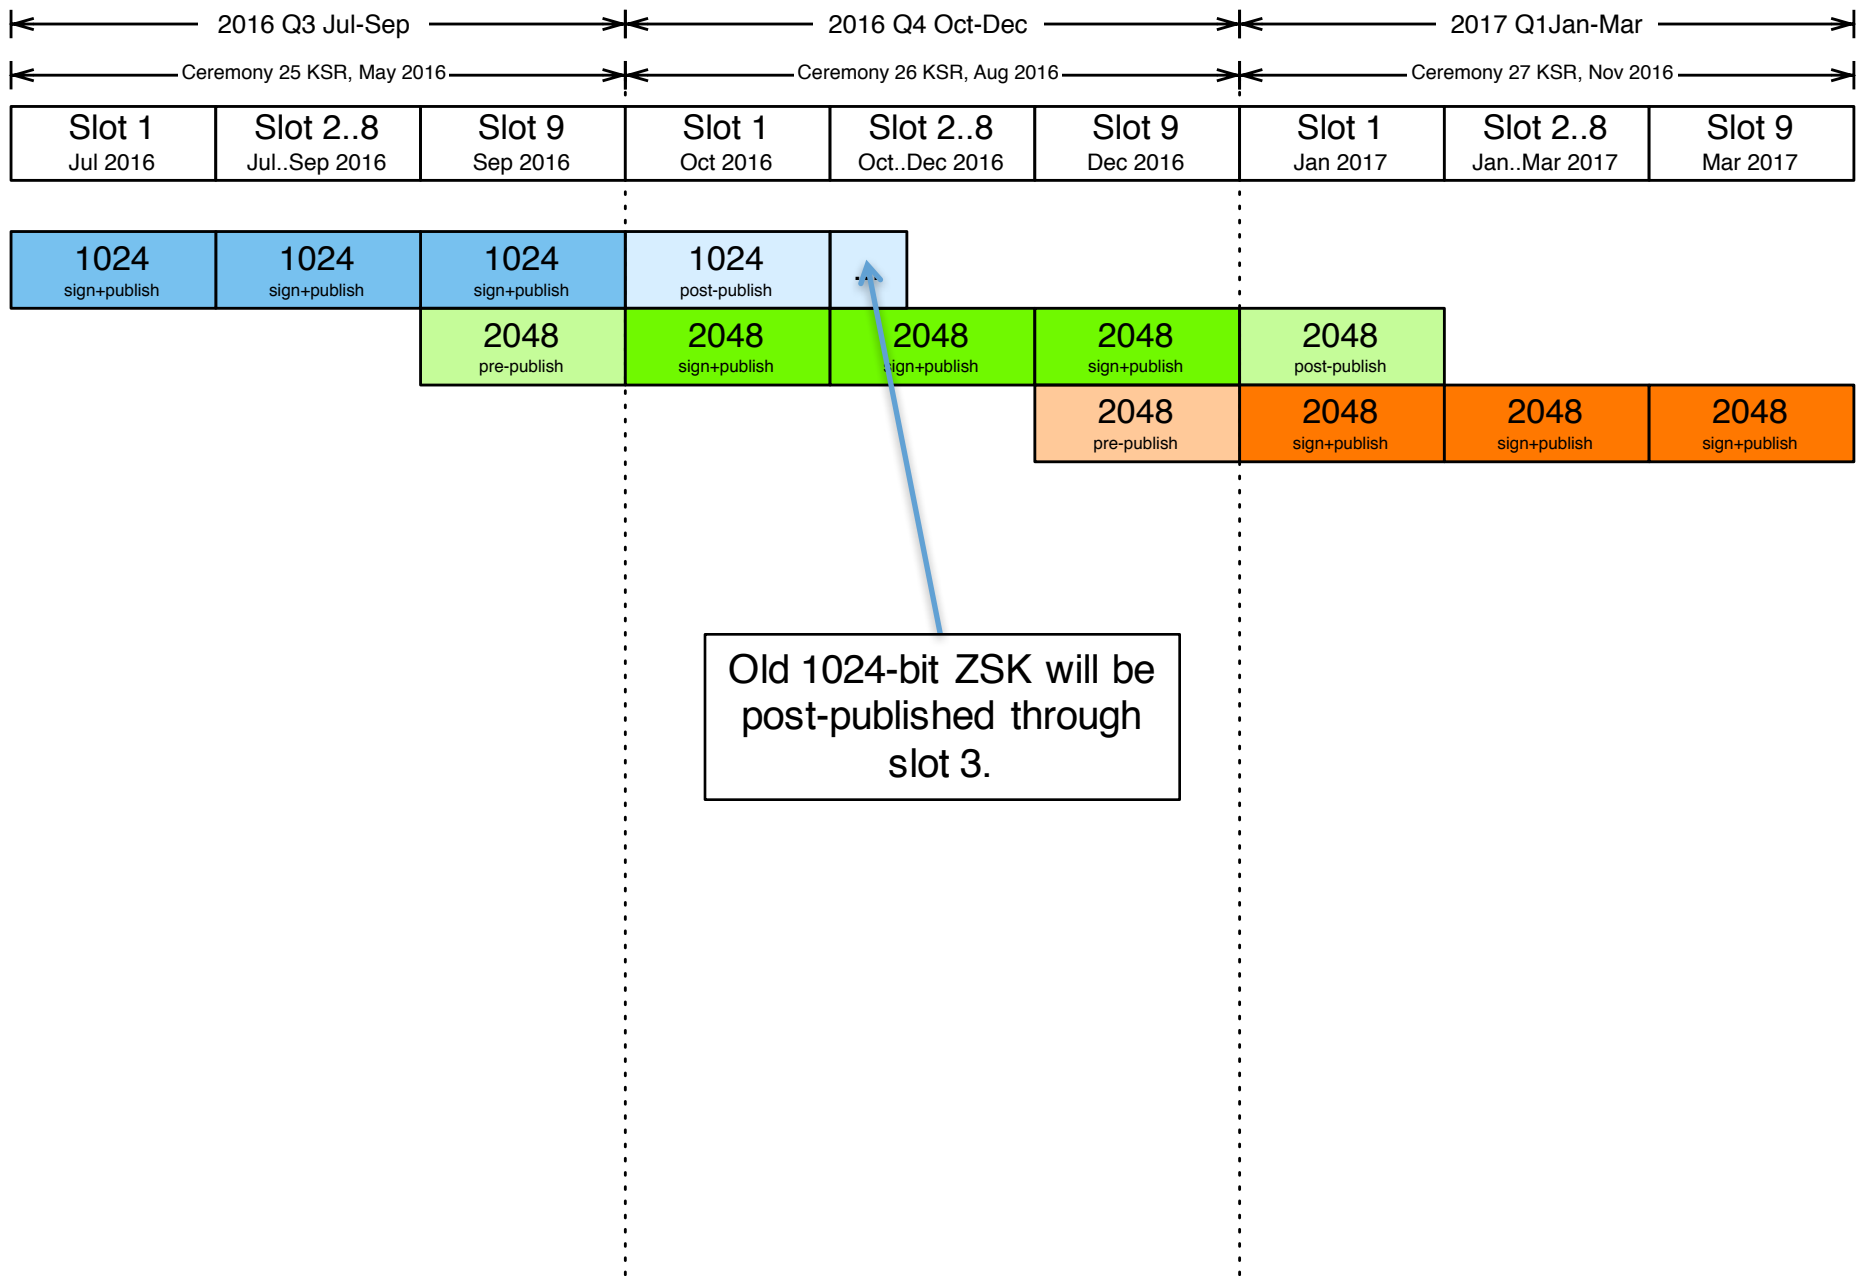 2016 Q3 Jul-Sep
2016 Q4 Oct-Dec
2017 Q1Jan-Mar
Ceremony 25 KSR, May 2016
Ceremony 26 KSR, Aug 2016
Ceremony 27 KSR, Nov 2016
Slot 1
Jul 2016
Slot 2..8
Jul..Sep 2016
Slot 9
Sep 2016
Slot 1
Oct 2016
Slot 2..8
Oct..Dec 2016
Slot 9
Dec 2016
Slot 1
Jan 2017
Slot 2..8
Jan..Mar 2017
Slot 9
Mar 2017
1024
sign+publish
1024
sign+publish
1024
sign+publish
1024
post-publish
...
2048
pre-publish
2048
sign+publish
2048
sign+publish
2048
sign+publish
2048
post-publish
2048
pre-publish
2048
sign+publish
2048
sign+publish
2048
sign+publish
Old 1024-bit ZSK will be
post-published through
slot 3.